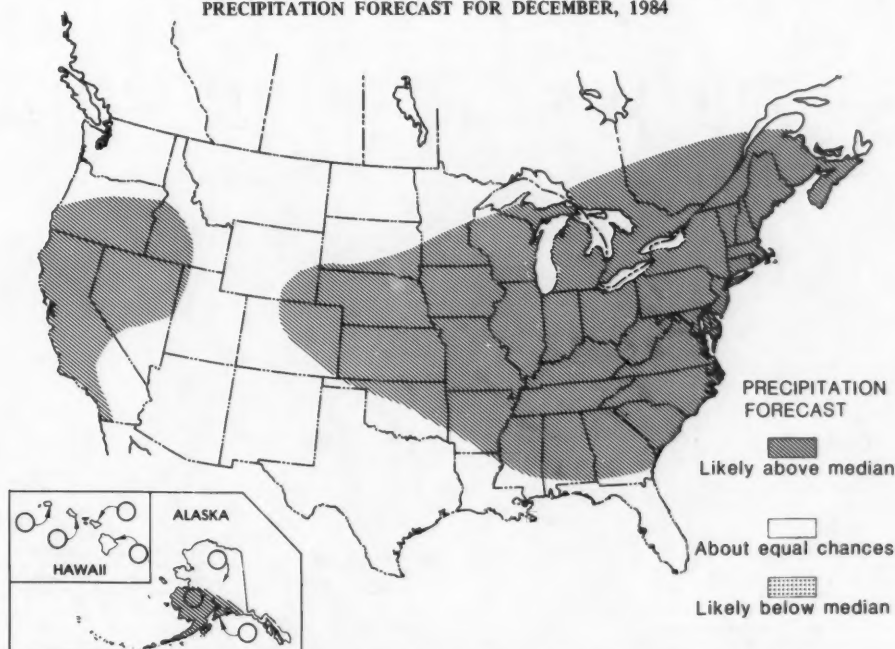 PRECIPITATION FORECAST FOR DECEMBER, 1984
PRECIPITATION
FORECAST
Likely above median
About equal chances
Likely below median
ALASKA
HAWAII